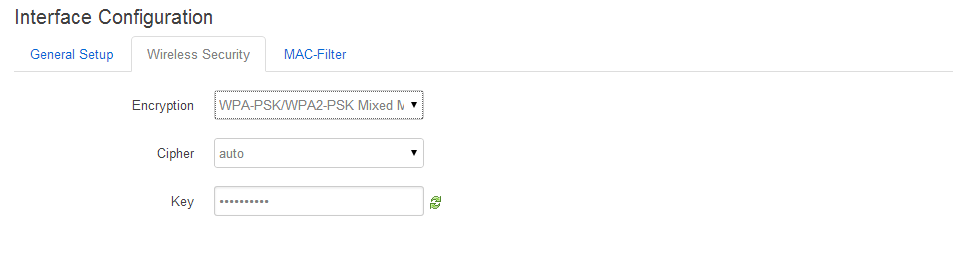 Interface Configuration
General Setup Wireless Security MAC-Filter
Encryption WPA-PSK/WPA2-PSK Mixed M
Cipher auto
Key ••••••••••